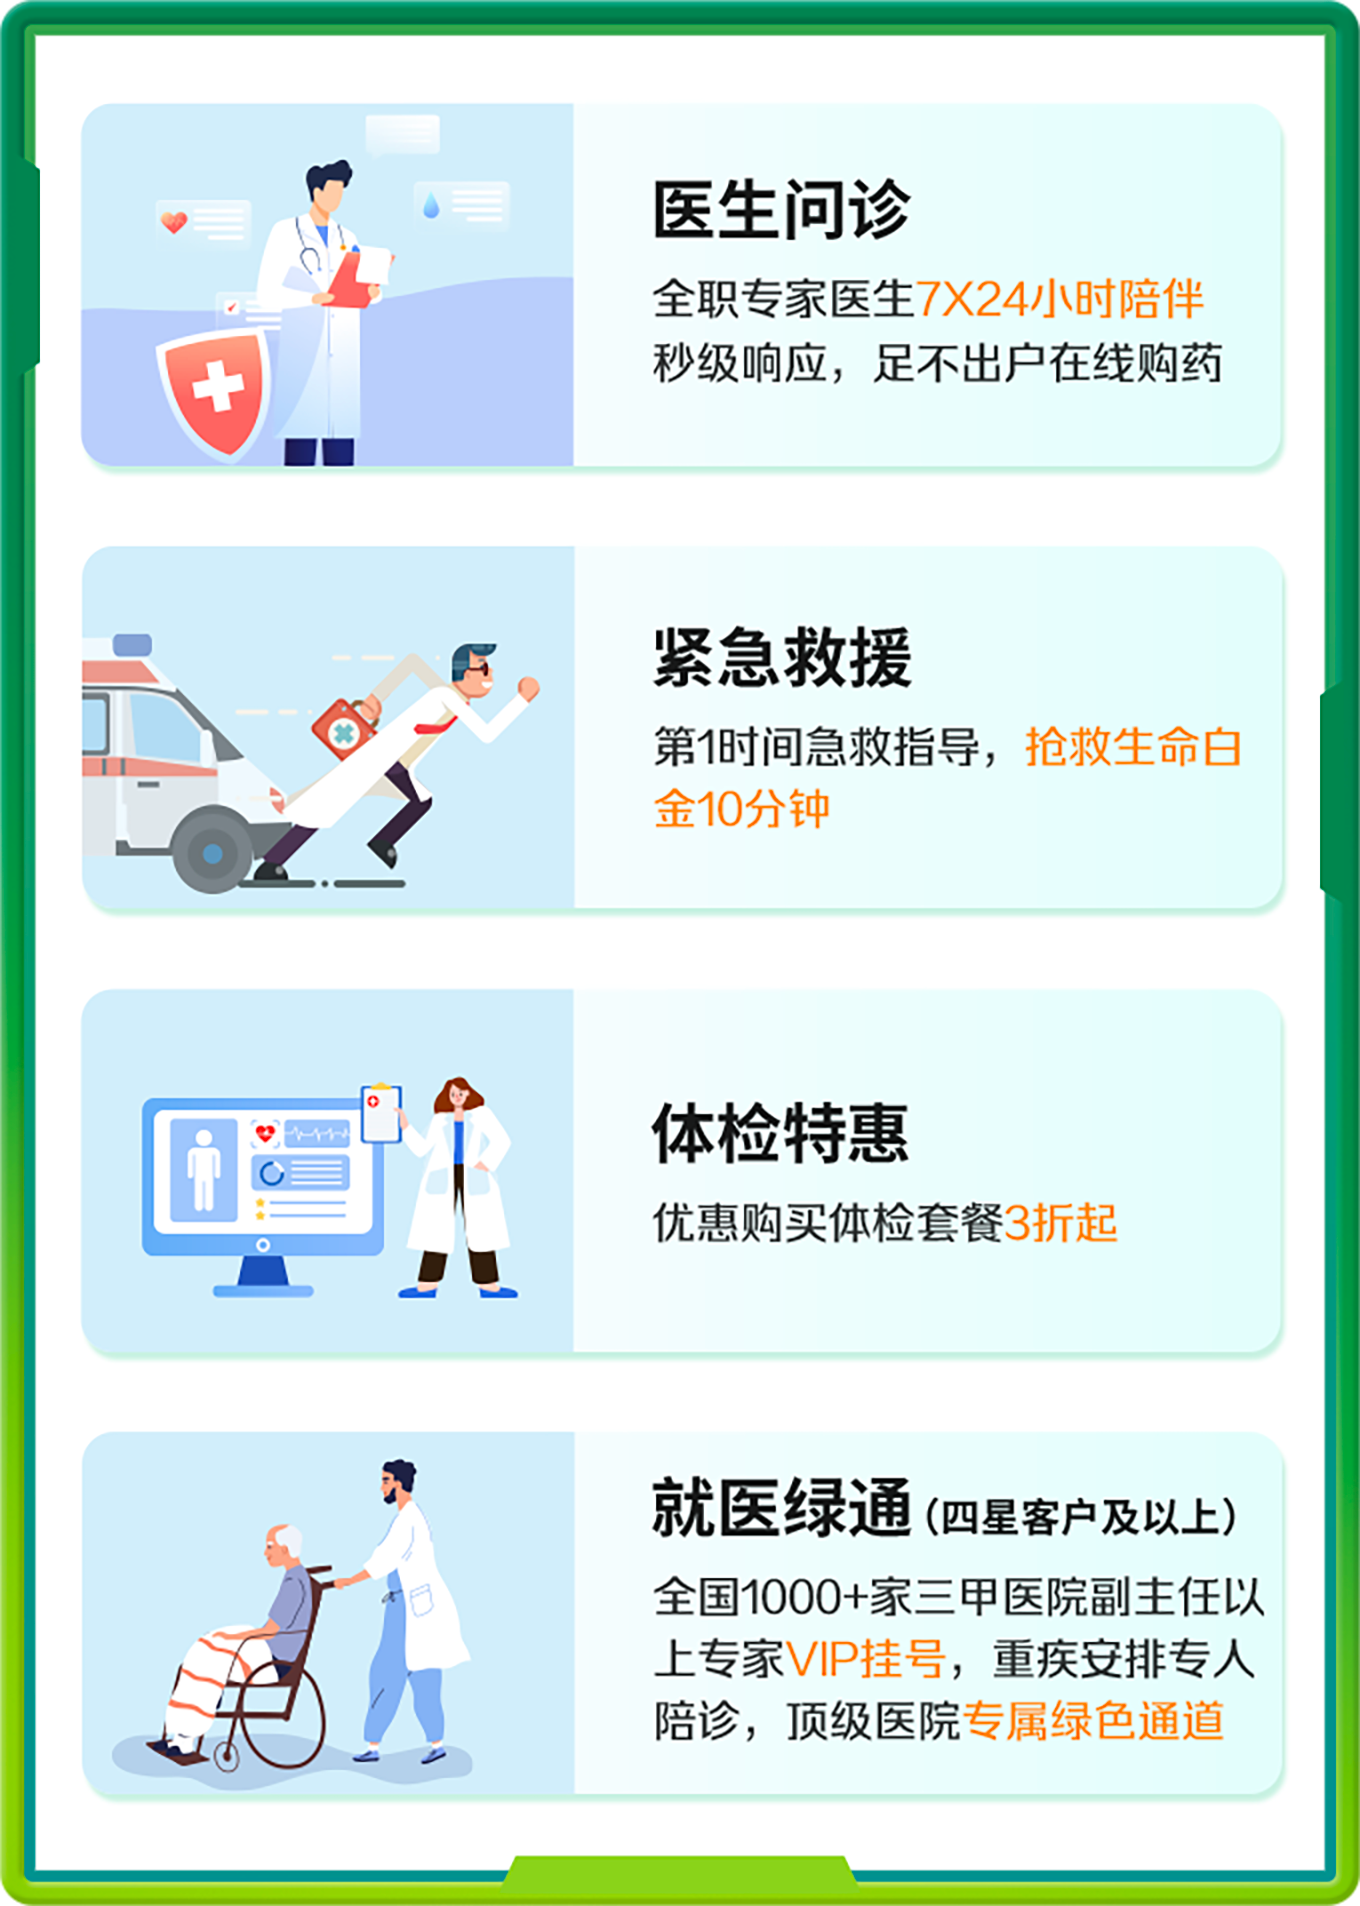 医生问诊
全职专家医生7X24小时陪伴
秒级响应，足不出户在线购药
紧急救援
第1时间急救指导，抢救生命白
金10分钟
体检特惠
优惠购买体检套餐3折起
就医绿通（四星客户及以上）
全国1000+家三甲医院副主任以
上专家VIP挂号，重疾安排专人
陪诊，顶级医院专属绿色通道